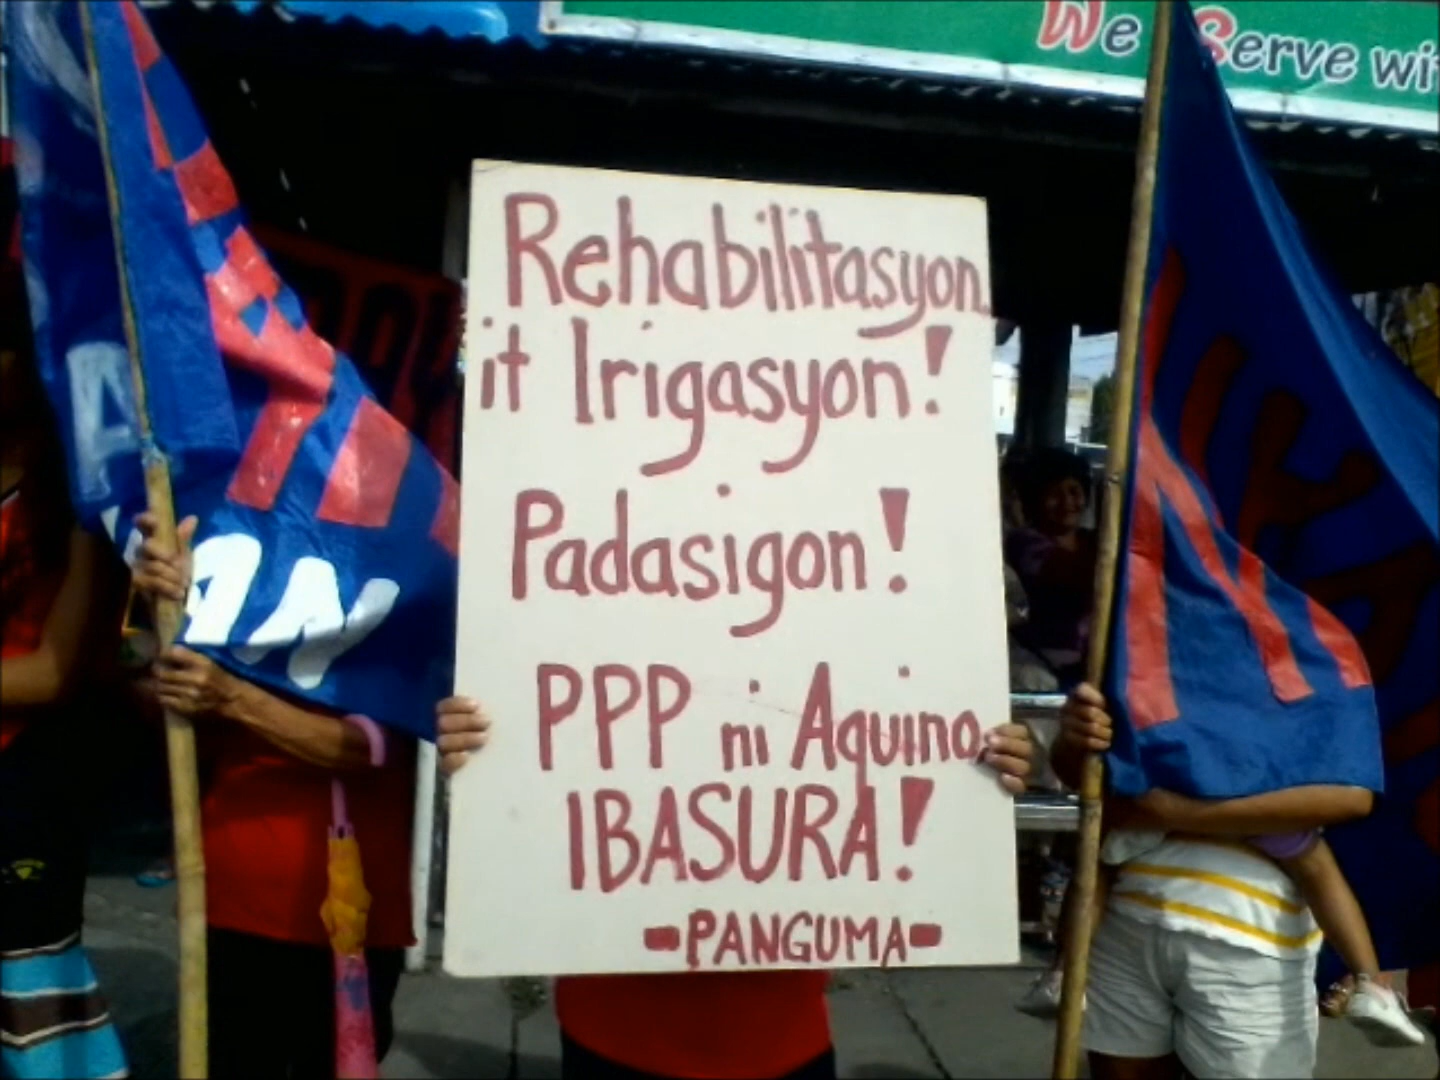 We Serve wi
Rehabilitasyon
it Irigasyon!
Padasigon!
PPP ni Aquino,
IBASURA!
-PANGUMA-